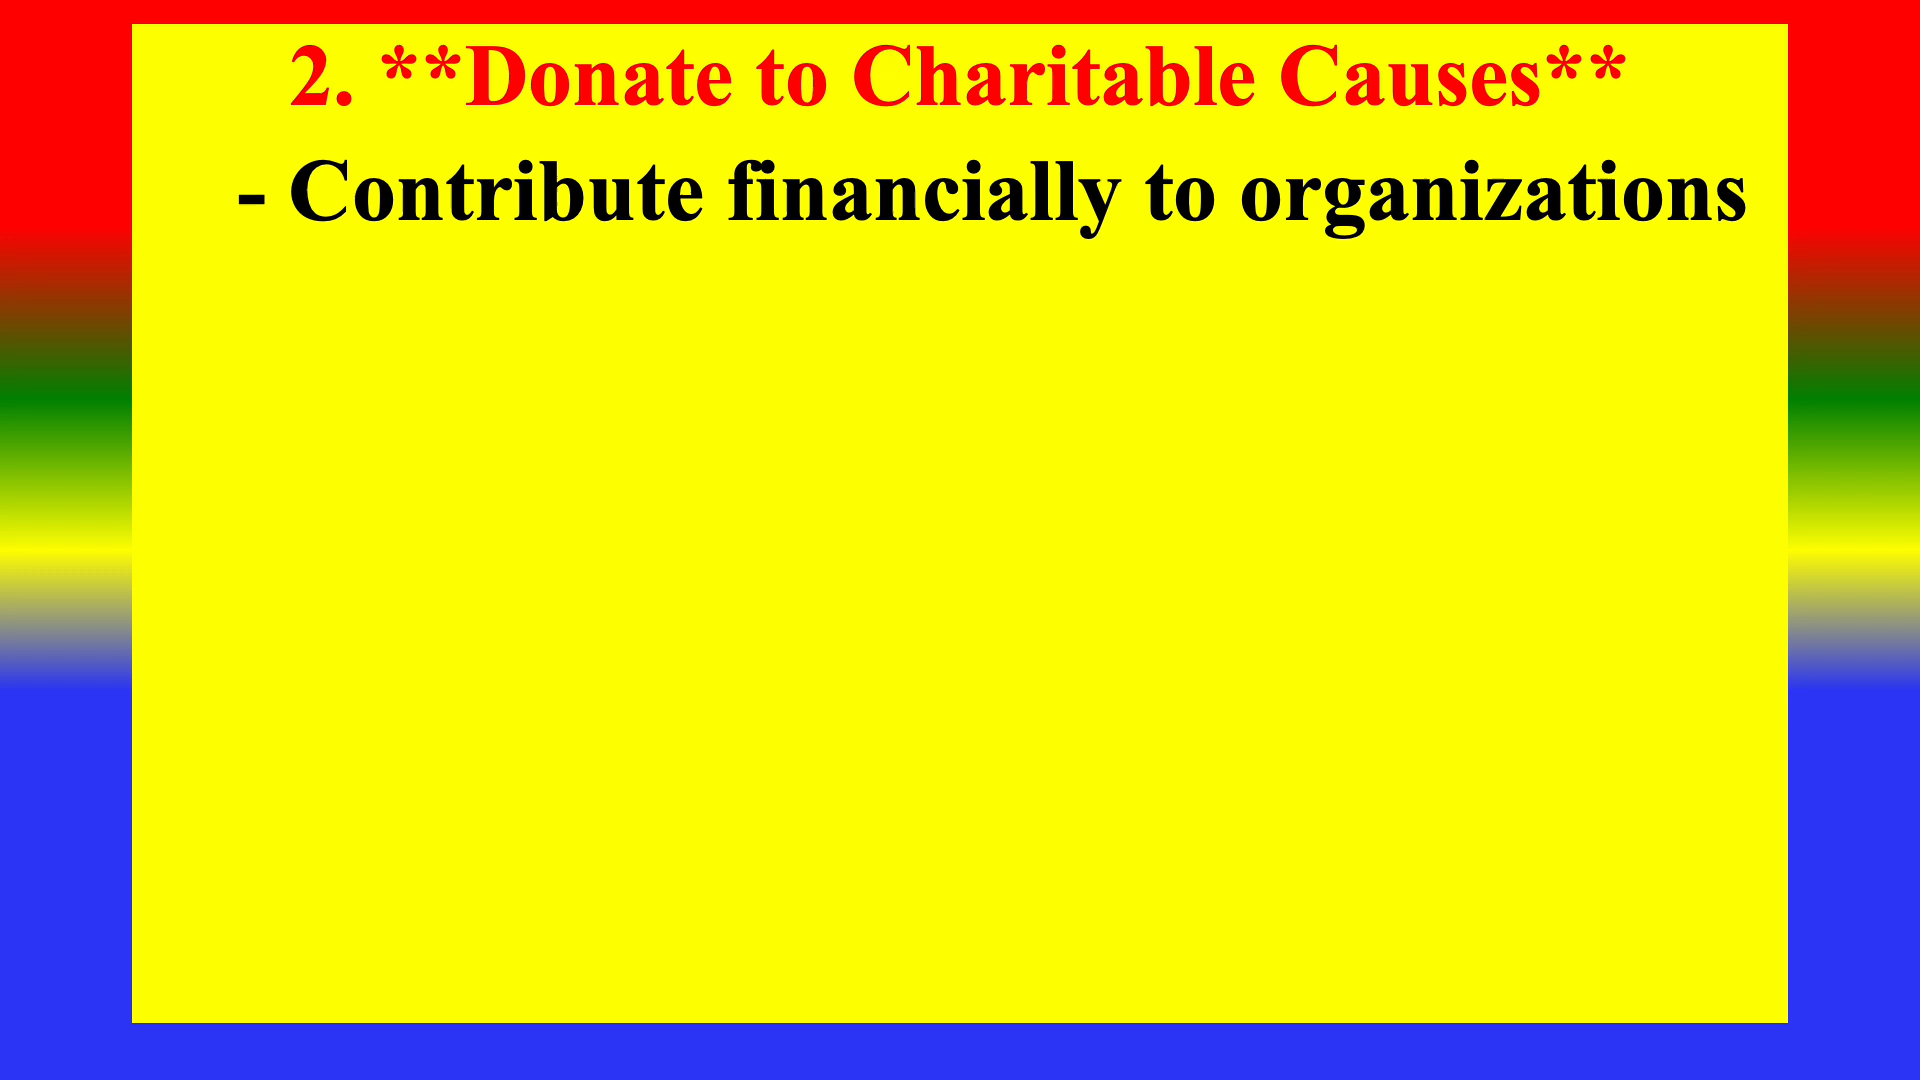 2. **Donate to Charitable Causes**
- Contribute financially to organizations